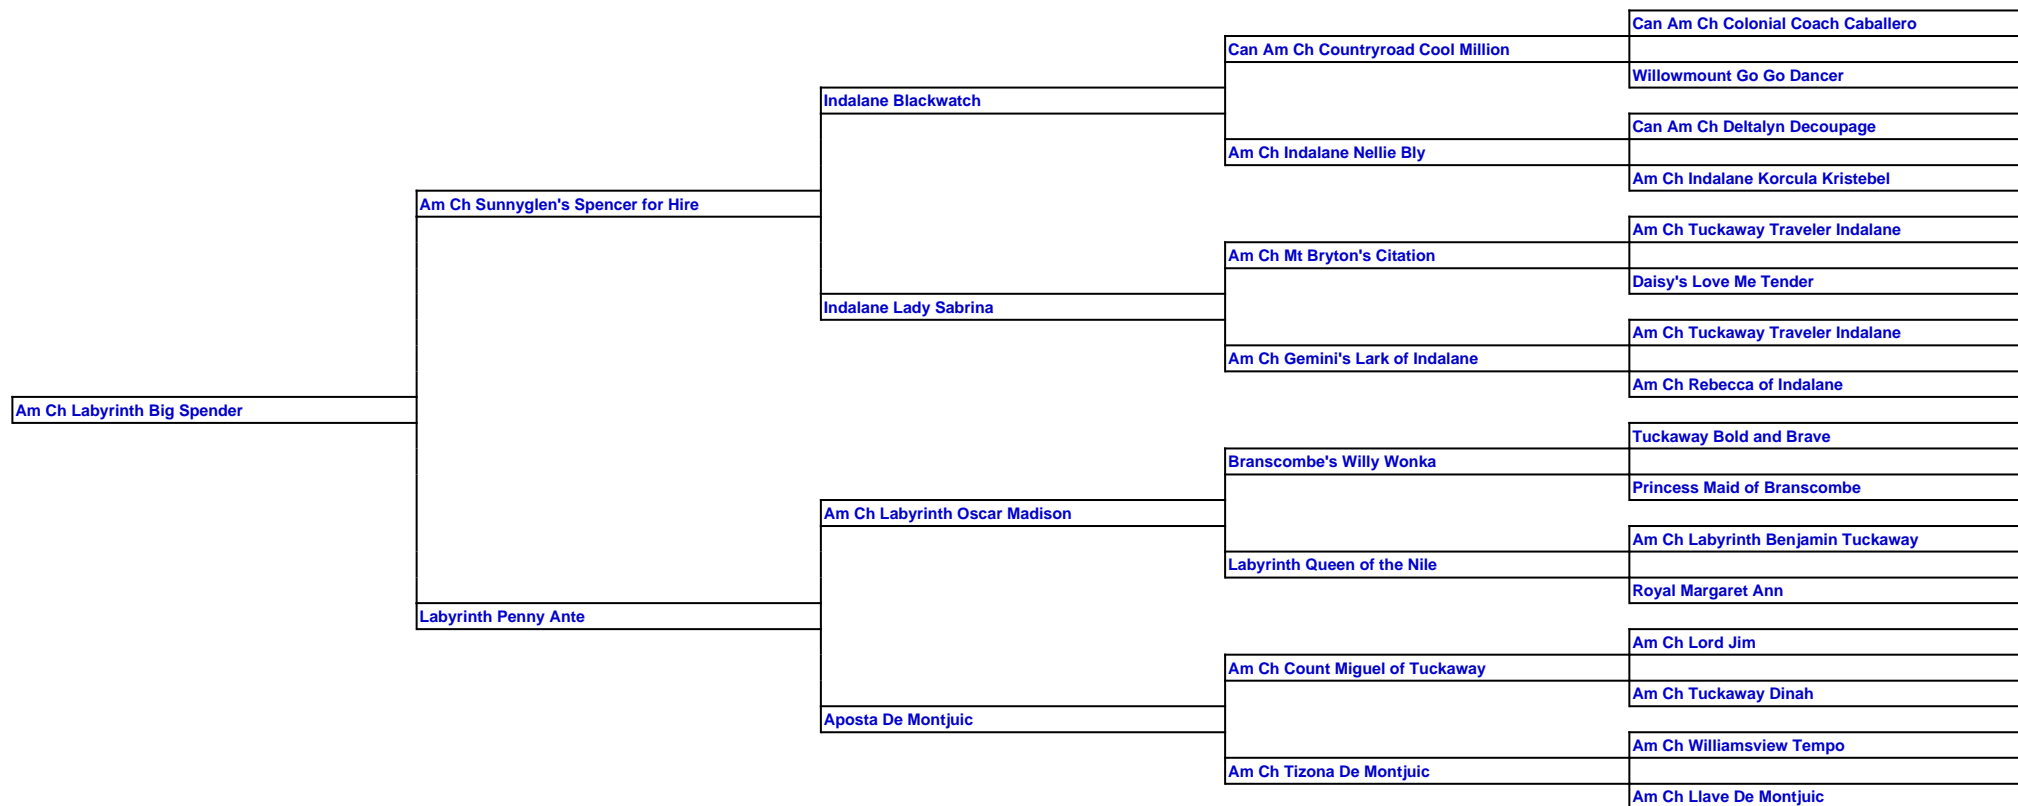 Can Am Ch Colonial Coach Caballero
Can Am Ch Countryroad Cool Million
Willowmount Go Go Dancer
Indalane Blackwatch
Can Am Ch Deltalyn Decoupage
Am Ch Indalane Nellie Bly
Am Ch Indalane Korcula Kristebel
Am Ch Sunnyglen's Spencer for Hire
Am Ch Tuckaway Traveler Indalane
Am Ch Mt Bryton's Citation
Daisy's Love Me Tender
Indalane Lady Sabrina
Am Ch Tuckaway Traveler Indalane
Am Ch Gemini's Lark of Indalane
Am Ch Rebecca of Indalane
Am Ch Labyrinth Big Spender
Tuckaway Bold and Brave
Branscombe's Willy Wonka
Princess Maid of Branscombe
Am Ch Labyrinth Oscar Madison
Am Ch Labyrinth Benjamin Tuckaway
Labyrinth Queen of the Nile
Royal Margaret Ann
Labyrinth Penny Ante
Am Ch Lord Jim
Am Ch Count Miguel of Tuckaway
Am Ch Tuckaway Dinah
Aposta De Montjuic
Am Ch Williamsview Tempo
Am Ch Tizona De Montjuic
Am Ch Llave De Montjuic